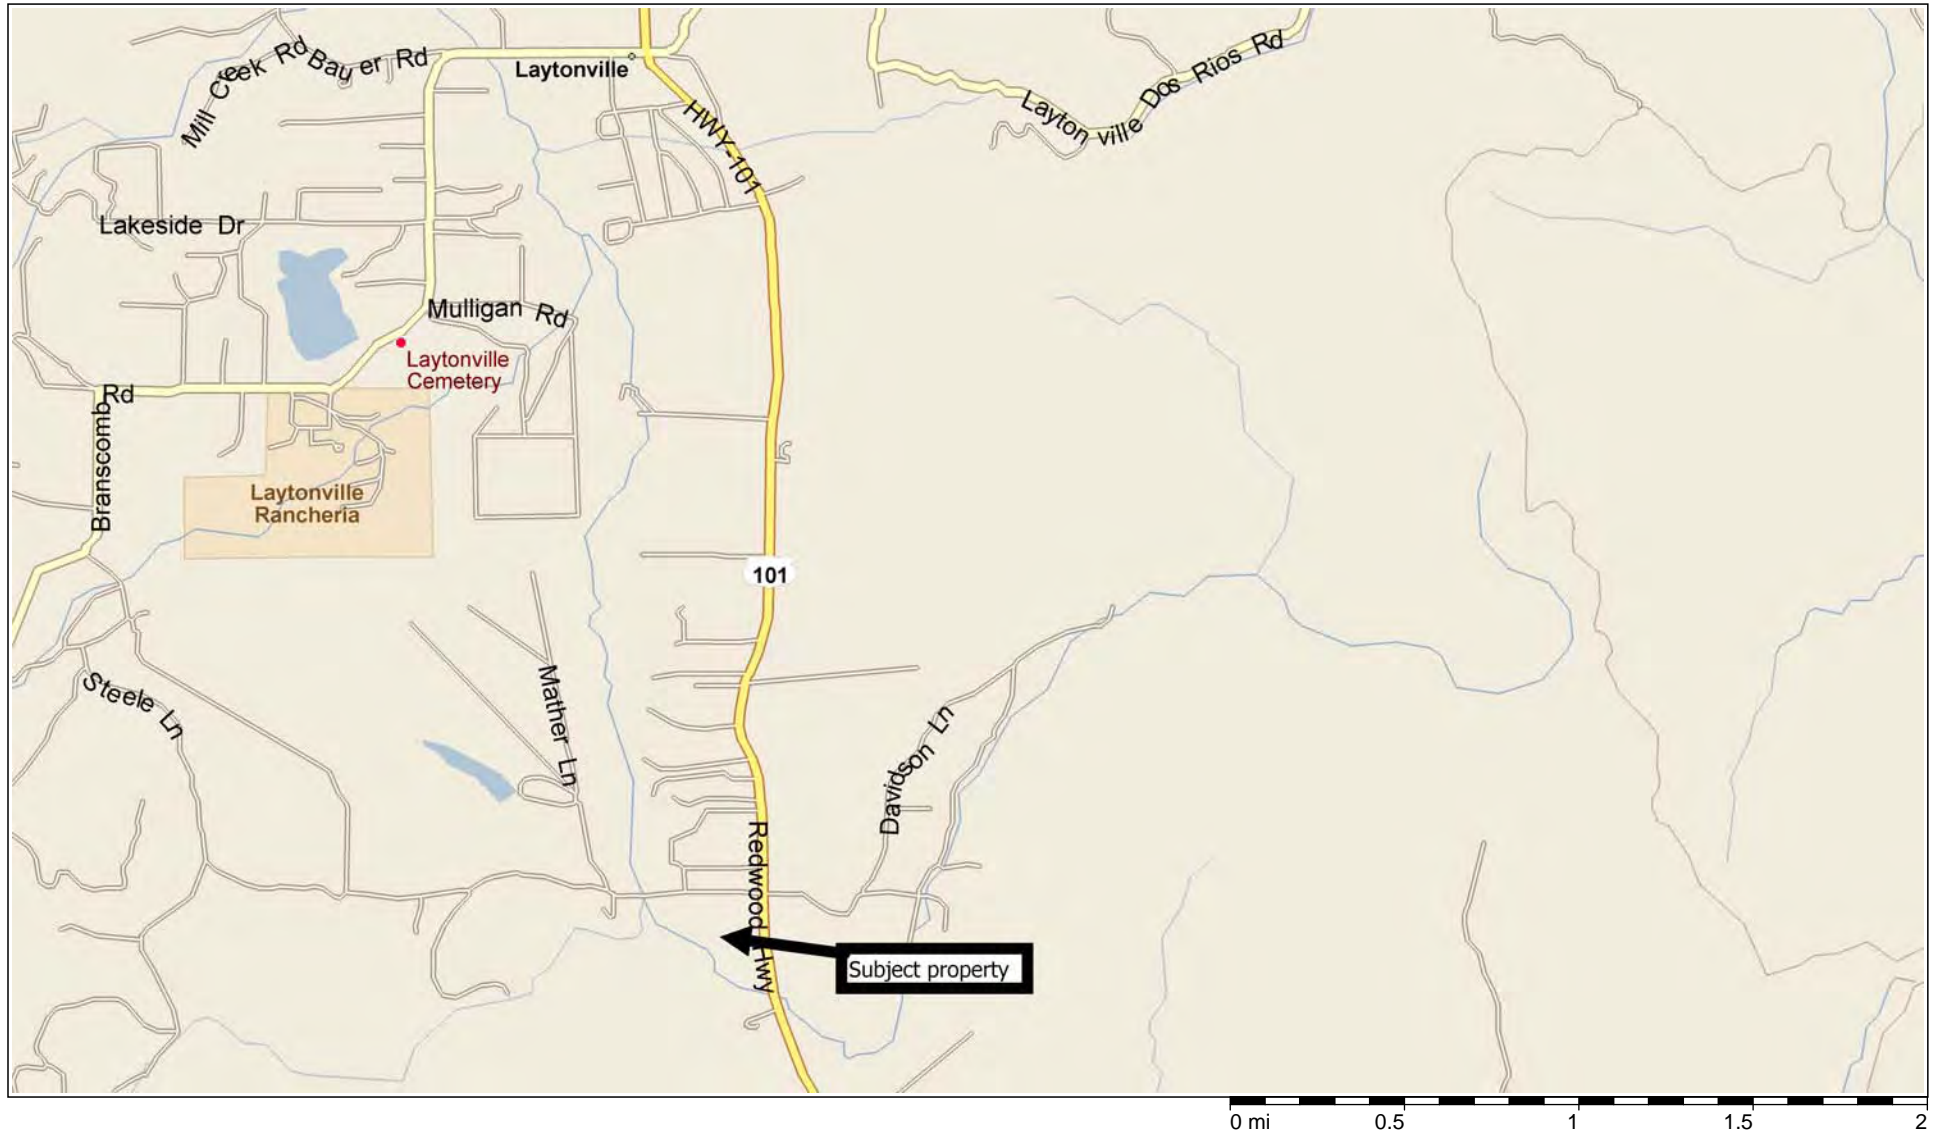 Mill Creek Rd
Bayer Rd
Laytonville
HWY-101
Laytonville Dos Rios Rd
Lakeside Dr
Mulligan Rd
Laytonville
Cemetery
Branscomb Rd
Laytonville
Rancheria
101
Steele Ln
Mather Ln
Davidson Ln
Redwood Hwy
Subject property
0 mi 0.5 1 1.5 2